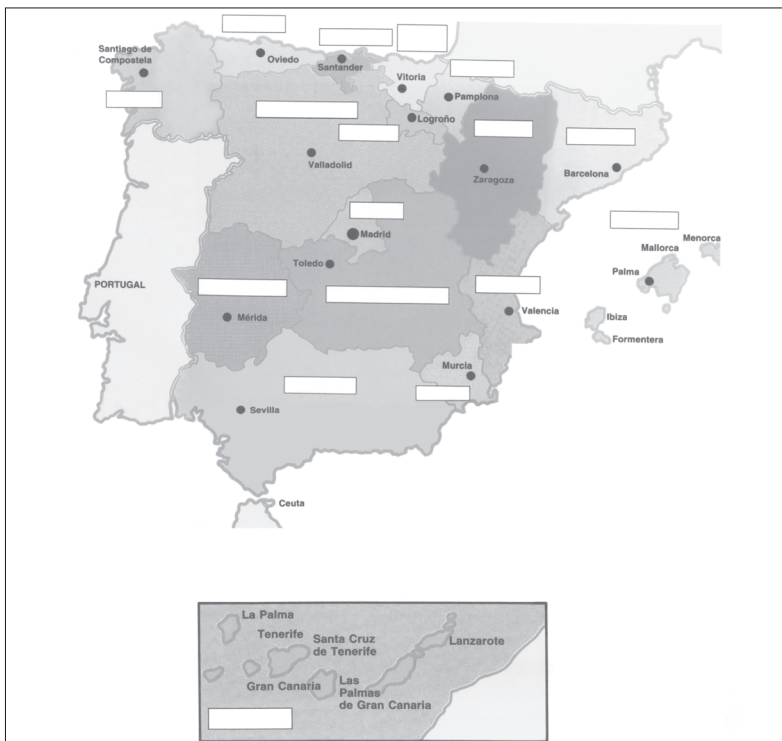 Santiago de
Compostela
Oviedo
Santander
Vitoria
Pamplona
Logroño
Valladolid
Zaragoza
Barcelona
Madrid
Toledo
PORTUGAL
Mérida
Valencia
Menorca
Mallorca
Palma
Ibiza
Formentera
Murcia
Sevilla
Ceuta
La Palma
Tenerife
Santa Cruz
de Tenerife
Lanzarote
Gran Canaria
Las
Palmas
de Gran Canaria